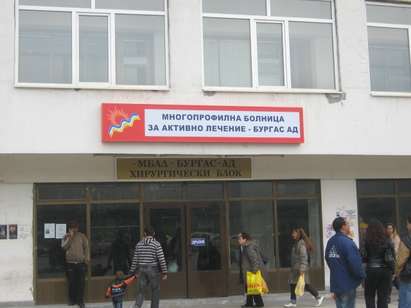 МНОГОПРОФИЛНА БОЛНИЦА
ЗА АКТИВНО ЛЕЧЕНИЕ - БУРГАС АД
МБАЛ - БУРГАС - АД
ХИРУРГИЧЕСКИ БЛОК